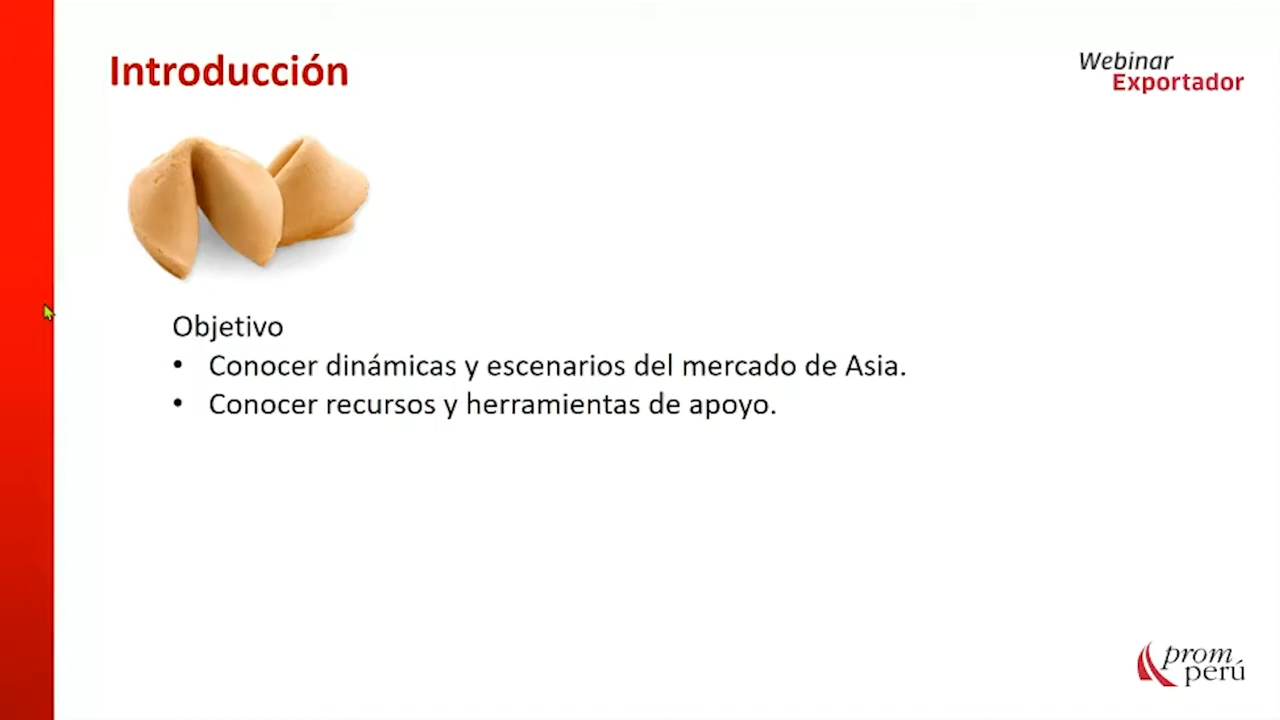 Introducción
Webinar
Exportador
Objetivo
• Conocer dinámicas y escenarios del mercado de Asia.
• Conocer recursos y herramientas de apoyo.
prom
perú